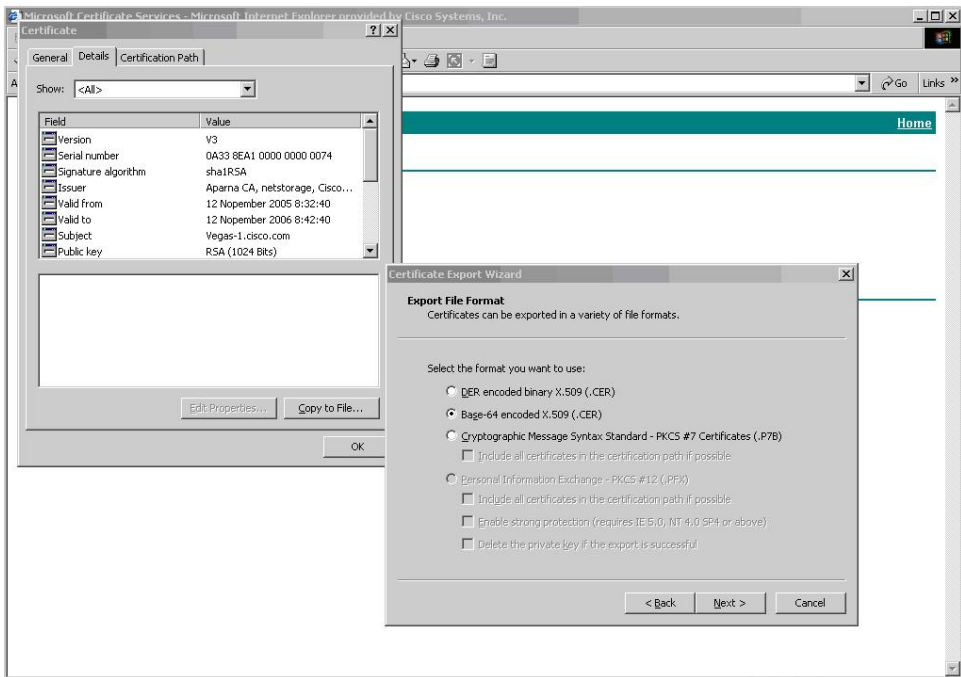 Microsoft Certificate Services - Microsoft Internet Explorer provided by Cisco Systems, Inc.
Go Links »
Home
Certificate
General Details Certification Path
Show: <All>
Field Value
Version V3
Serial number 0A33 8EA1 0000 0000 0074
Signature algorithm sha1RSA
Issuer Aparna CA, netstorage, Cisco...
Valid from 12 Nopember 2005 8:32:40
Valid to 12 Nopember 2006 8:42:40
Subject Vegas-1.cisco.com
Public key RSA (1024 Bits)
Edit Properties... Copy to File...
OK
Certificate Export Wizard
Export File Format
Certificates can be exported in a variety of file formats.
Select the format you want to use:
DER encoded binary X.509 (.CER)
Base-64 encoded X.509 (.CER)
Cryptographic Message Syntax Standard - PKCS #7 Certificates (.P7B)
Include all certificates in the certification path if possible
Personal Information Exchange - PKCS #12 (.PFX)
Include all certificates in the certification path if possible
Enable strong protection (requires IE 5.0, NT 4.0 SP4 or above)
Delete the private key if the export is successful
< Back Next > Cancel